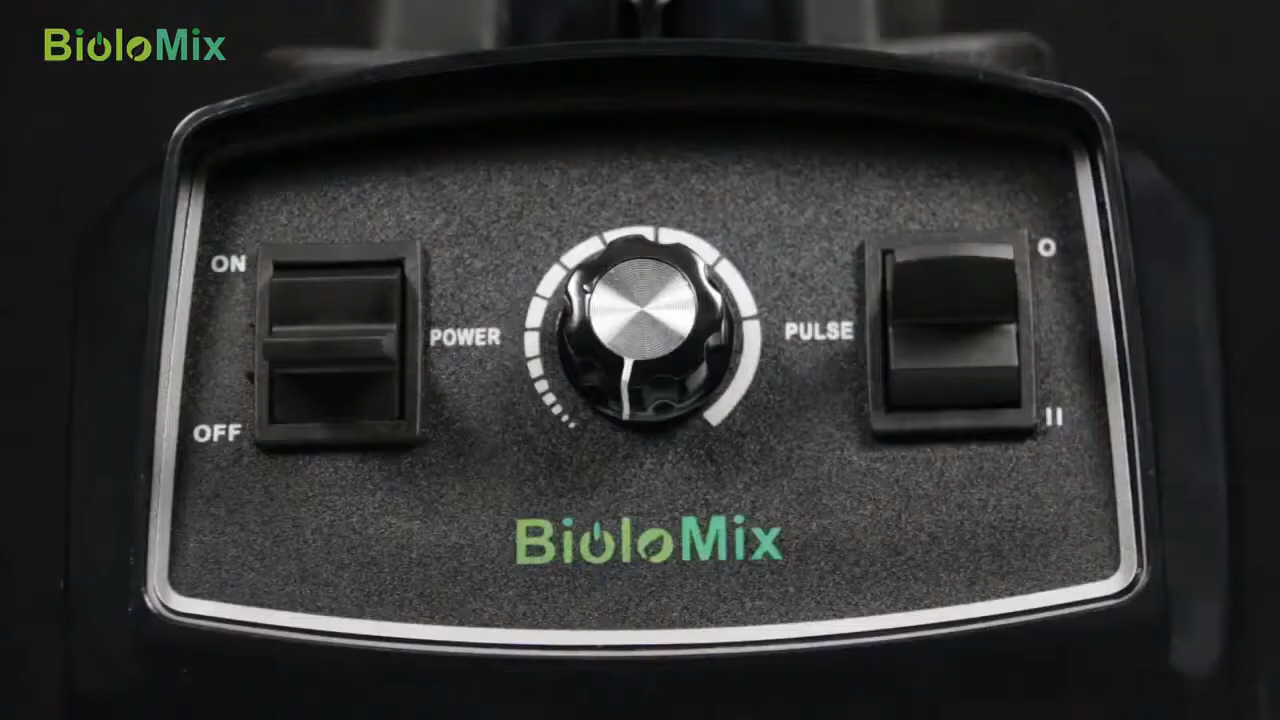 BioloMix
ON
POWER
OFF
PULSE
O
II
BioloMix